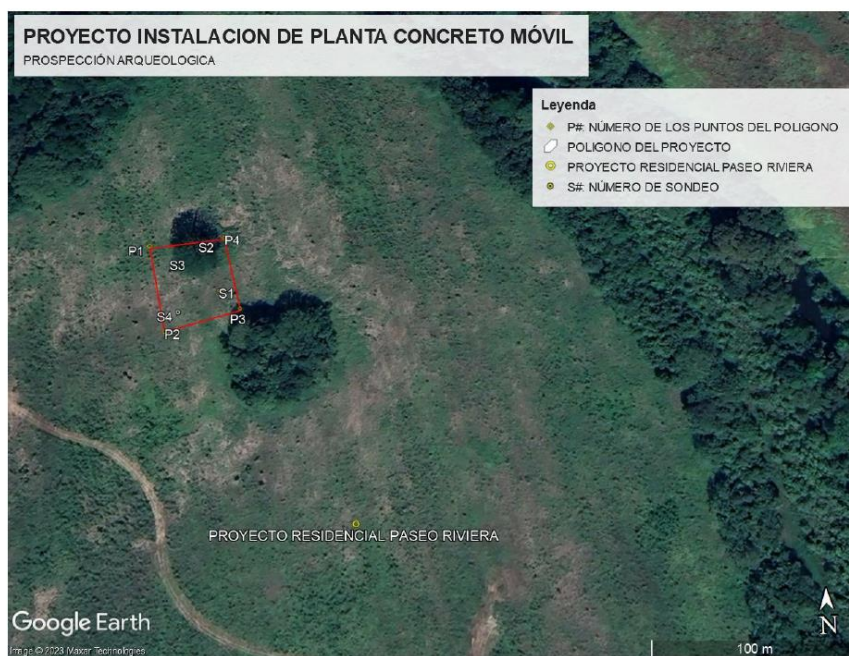 PROYECTO INSTALACION DE PLANTA CONCRETO MÓVIL
PROSPECCIÓN ARQUEOLOGICA
Leyenda
P#: NÚMERO DE LOS PUNTOS DEL POLIGONO
POLIGONO DEL PROYECTO
PROYECTO RESIDENCIAL PASEO RIVIERA
S#: NÚMERO DE SONDEO
P1
S2
P4
S3
S1
S4
P3
P2
PROYECTO RESIDENCIAL PASEO RIVIERA
Google Earth
Image © 2023 Maxar Technologies
100 m
N